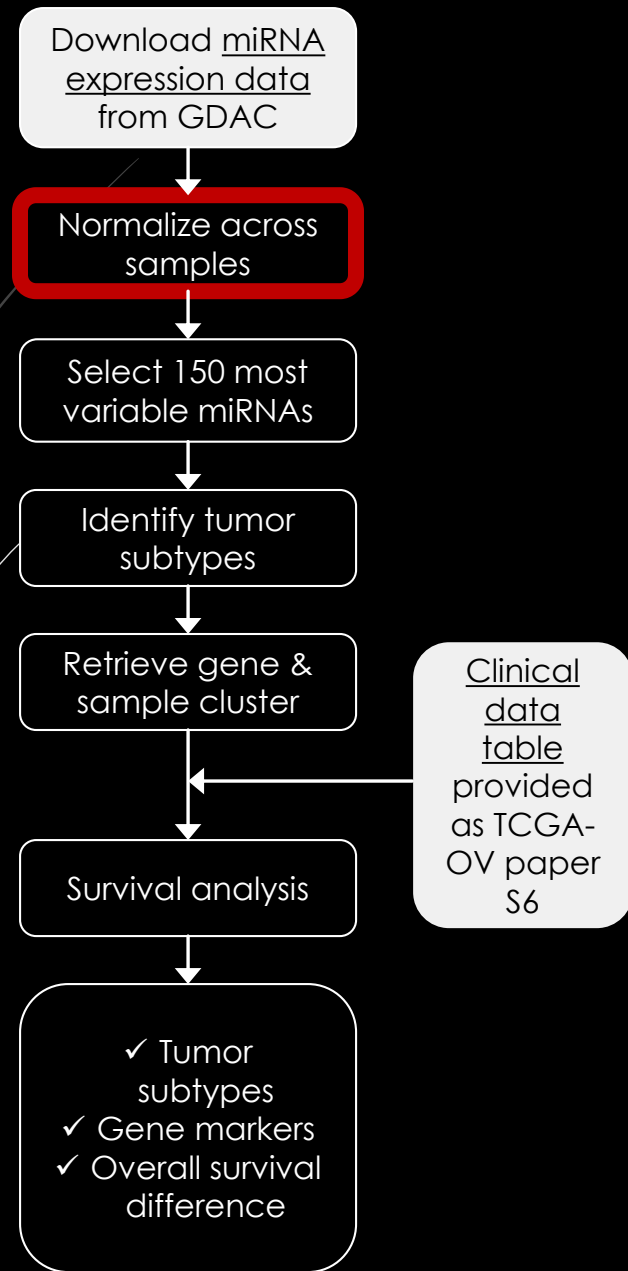 Download miRNA
expression data
from GDAC
Normalize across
samples
Select 150 most
variable miRNAs
Identify tumor
subtypes
Retrieve gene &
sample cluster
Clinical
data
table
provided
as TCGA-
OV paper
S6
Survival analysis
✓ Tumor
subtypes
✓ Gene markers
✓ Overall survival
difference